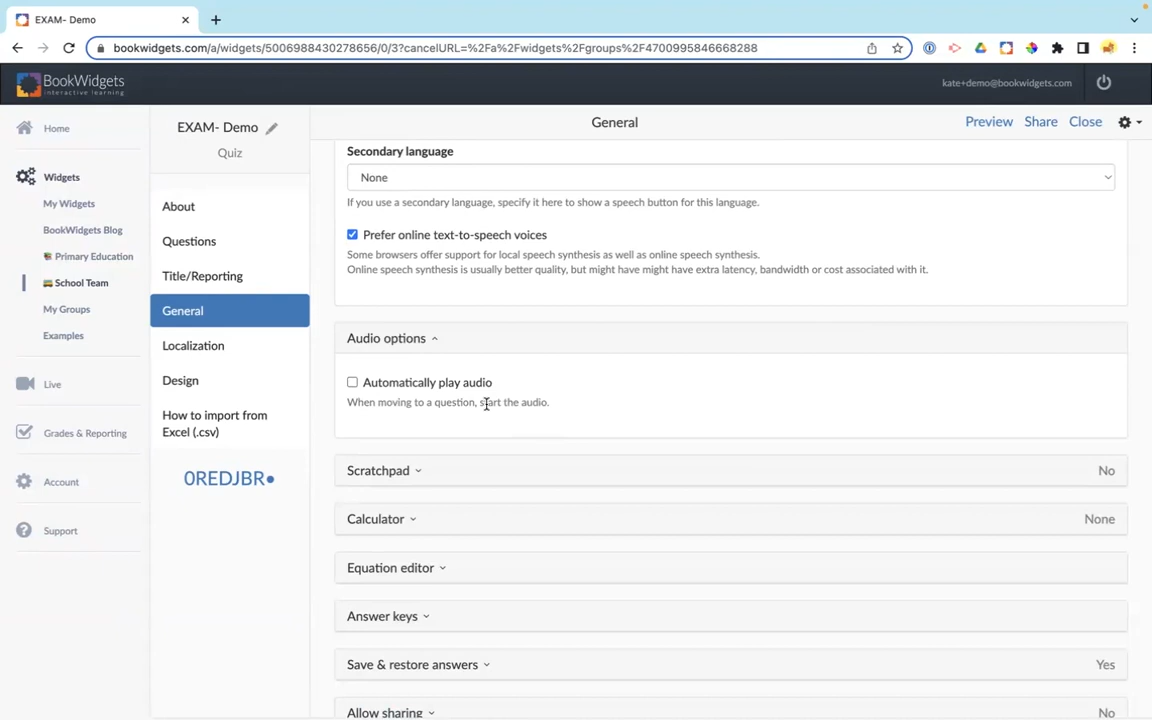 EXAM- Demo
bookwidgets.com/a/widgets/5006988430278656/0/3?cancelURL=%2Fa%2Fwidgets%2Fgroups%2F4700995846668288
BookWidgets
interactive learning
kate+demo@bookwidgets.com
Home
Widgets
My Widgets
BookWidgets Blog
Primary Education
School Team
My Groups
Examples
Live
Grades & Reporting
Account
Support
EXAM- Demo
Quiz
About
Questions
Title/Reporting
General
Localization
Design
How to import from
Excel (.csv)
0REDJBR
General
Preview Share Close
Secondary language
None
If you use a secondary language, specify it here to show a speech button for this language.
Prefer online text-to-speech voices
Some browsers offer support for local speech synthesis as well as online speech synthesis.
Online speech synthesis is usually better quality, but might have might have extra latency, bandwidth or cost associated with it.
Audio options
Automatically play audio
When moving to a question, start the audio.
Scratchpad No
Calculator None
Equation editor
Answer keys
Save & restore answers Yes
Allow sharing No